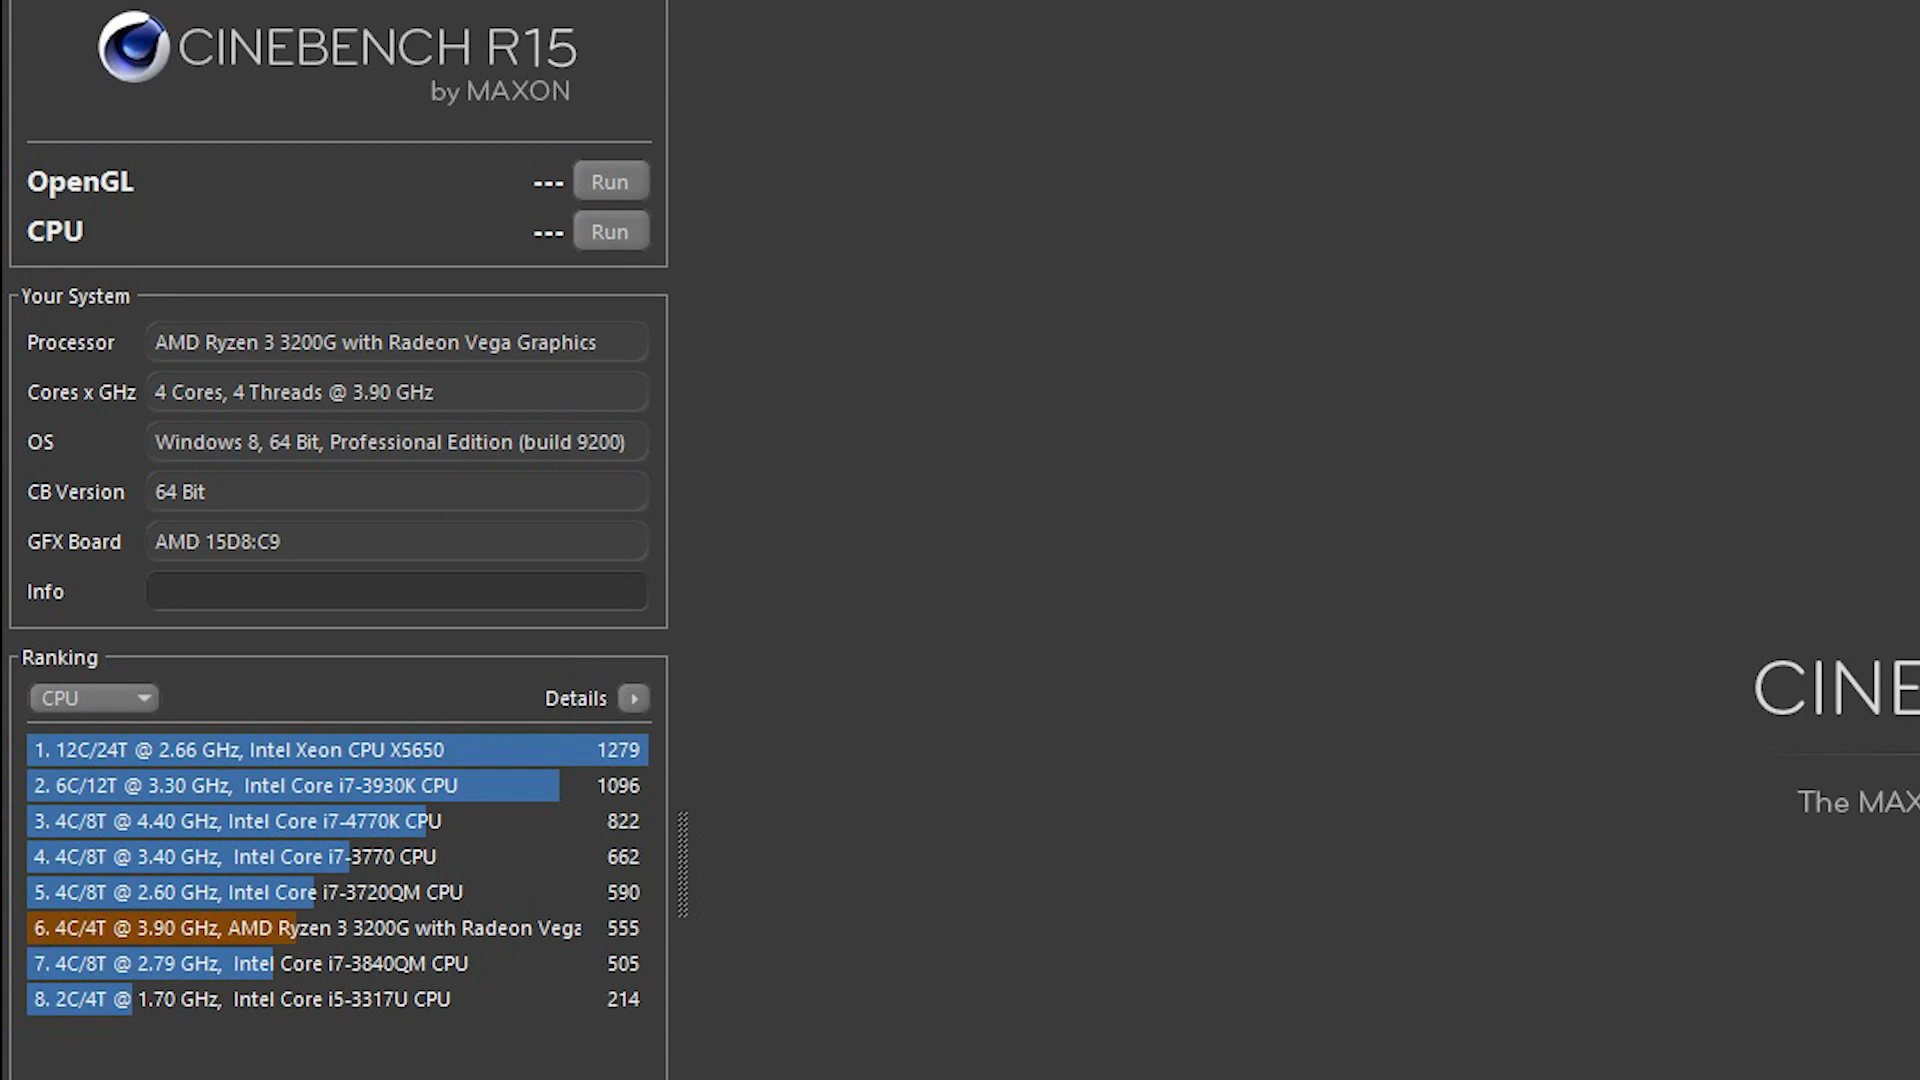 CINEBENCH R15
by MAXON
OpenGL --- Run
CPU --- Run
Your System
Processor AMD Ryzen 3 3200G with Radeon Vega Graphics
Cores x GHz 4 Cores, 4 Threads @ 3.90 GHz
OS Windows 8, 64 Bit, Professional Edition (build 9200)
CB Version 64 Bit
GFX Board AMD 15D8:C9
Info
Ranking
CPU Details
1. 12C/24T @ 2.66 GHz, Intel Xeon CPU X5650 1279
2. 6C/12T @ 3.30 GHz, Intel Core i7-3930K CPU 1096
3. 4C/8T @ 4.40 GHz, Intel Core i7-4770K CPU 822
4. 4C/8T @ 3.40 GHz, Intel Core i7-3770 CPU 662
5. 4C/8T @ 2.60 GHz, Intel Core i7-3720QM CPU 590
6. 4C/4T @ 3.90 GHz, AMD Ryzen 3 3200G with Radeon Vega 555
7. 4C/8T @ 2.79 GHz, Intel Core i7-3840QM CPU 505
8. 2C/4T @ 1.70 GHz, Intel Core i5-3317U CPU 214
CINE
The MAX